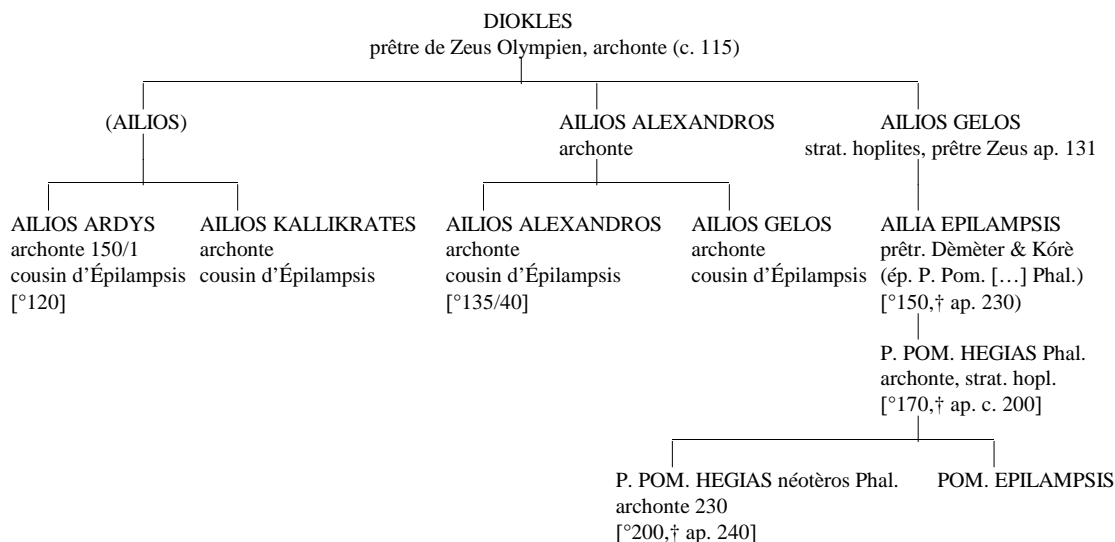 DIOKLES
prêtre de Zeus Olympien, archonte (c. 115)
(AILIOS)
AILIOS ALEXANDROS
archonte
AILIOS GELOS
strat. hoplites, prêtre Zeus ap. 131
AILIOS ARDYS
archonte 150/1
cousin d’Épilampsis
[°120]
AILIOS KALLIKRATES
archonte
cousin d’Épilampsis
AILIOS ALEXANDROS
archonte
cousin d’Épilampsis
[°135/40]
AILIOS GELOS
archonte
cousin d’Épilampsis
AILIA EPILAMPSIS
prêtr. Dèmèter & Kórè
(ép. P. Pom. […] Phal.)
[°150,† ap. 230)
P. POM. HEGIAS Phal.
archonte, strat. hopl.
[°170,† ap. c. 200]
P. POM. HEGIAS néotèros Phal.
archonte 230
[°200,† ap. 240]
POM. EPILAMPSIS